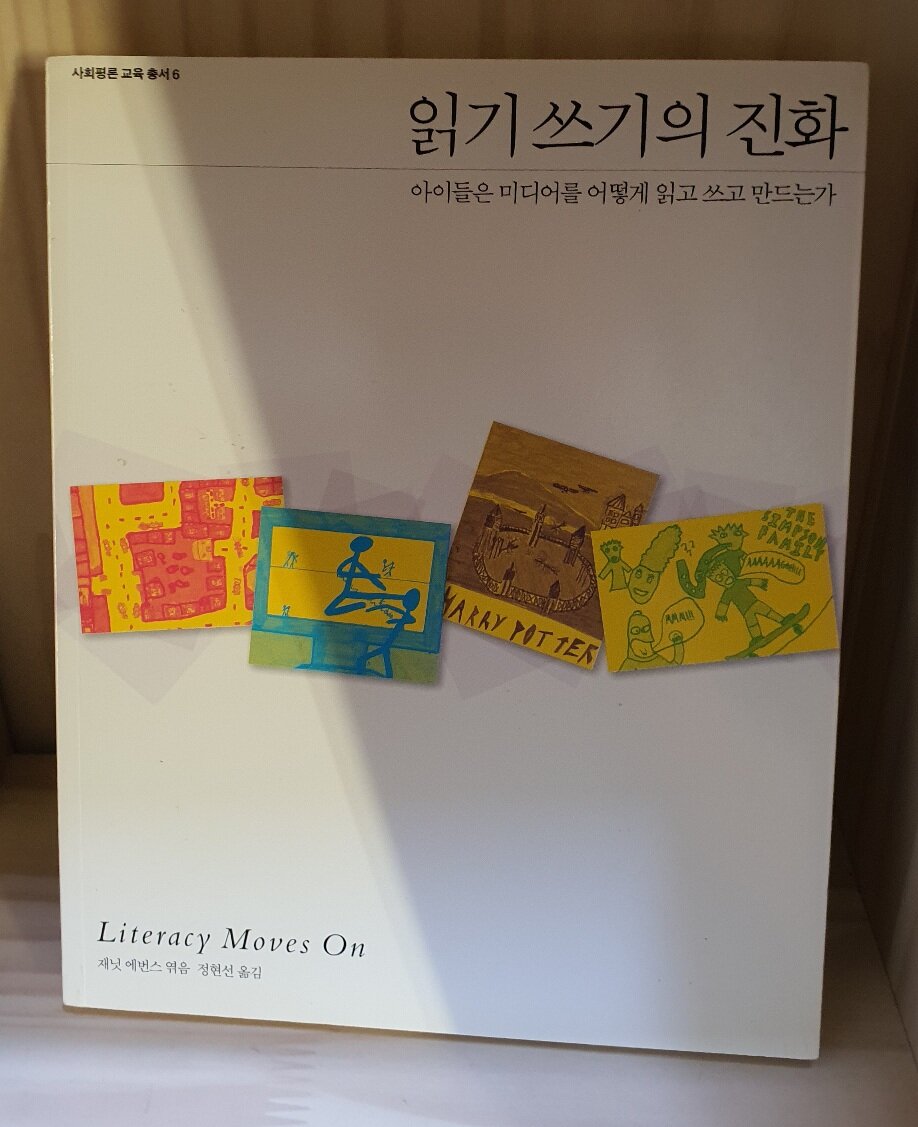 사회평론 교육 총서 6
읽기 쓰기의 진화
아이들은 미디어를 어떻게 읽고 쓰고 만드는가
HARRY POTTER
THE
SIMPSON
FAMILY
MMM!!!
Literacy Moves On
재닛 에번스 엮음 정현선 옮김